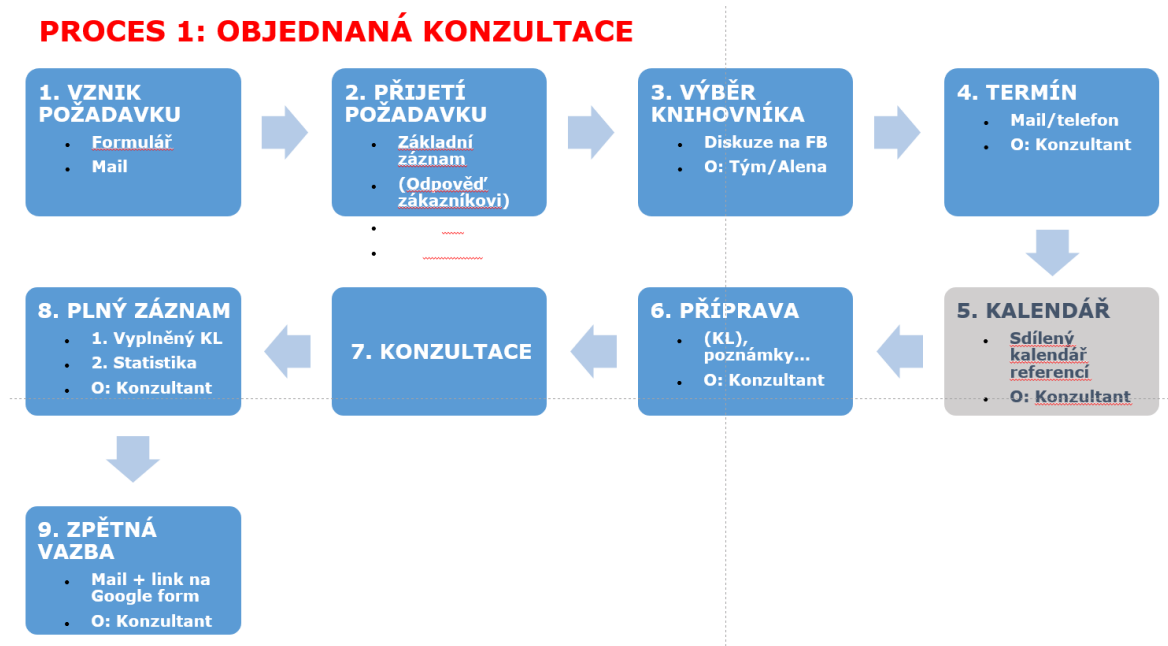 PROCES 1: OBJEDNANÁ KONZULTACE
1. VZNIK
POŽADAVKU
• Formulář
• Mail
2. PŘIJETÍ
POŽADAVKU
• Základní
záznam
• (Odpověď
zákazníkovi)
3. VÝBĚR
KNIHOVNÍKA
• Diskuze na FB
• O: Tým/Alena
4. TERMÍN
• Mail/telefon
• O: Konzultant
5. KALENDÁŘ
• Sdílený
kalendář
referencí
• O: Konzultant
6. PŘÍPRAVA
• (KL),
poznámky...
• O: Konzultant
7. KONZULTACE
8. PLNÝ ZÁZNAM
• 1. Vyplněný KL
• 2. Statistika
• O: Konzultant
9. ZPĚTNÁ
VAZBA
• Mail + link na
Google form
• O: Konzultant